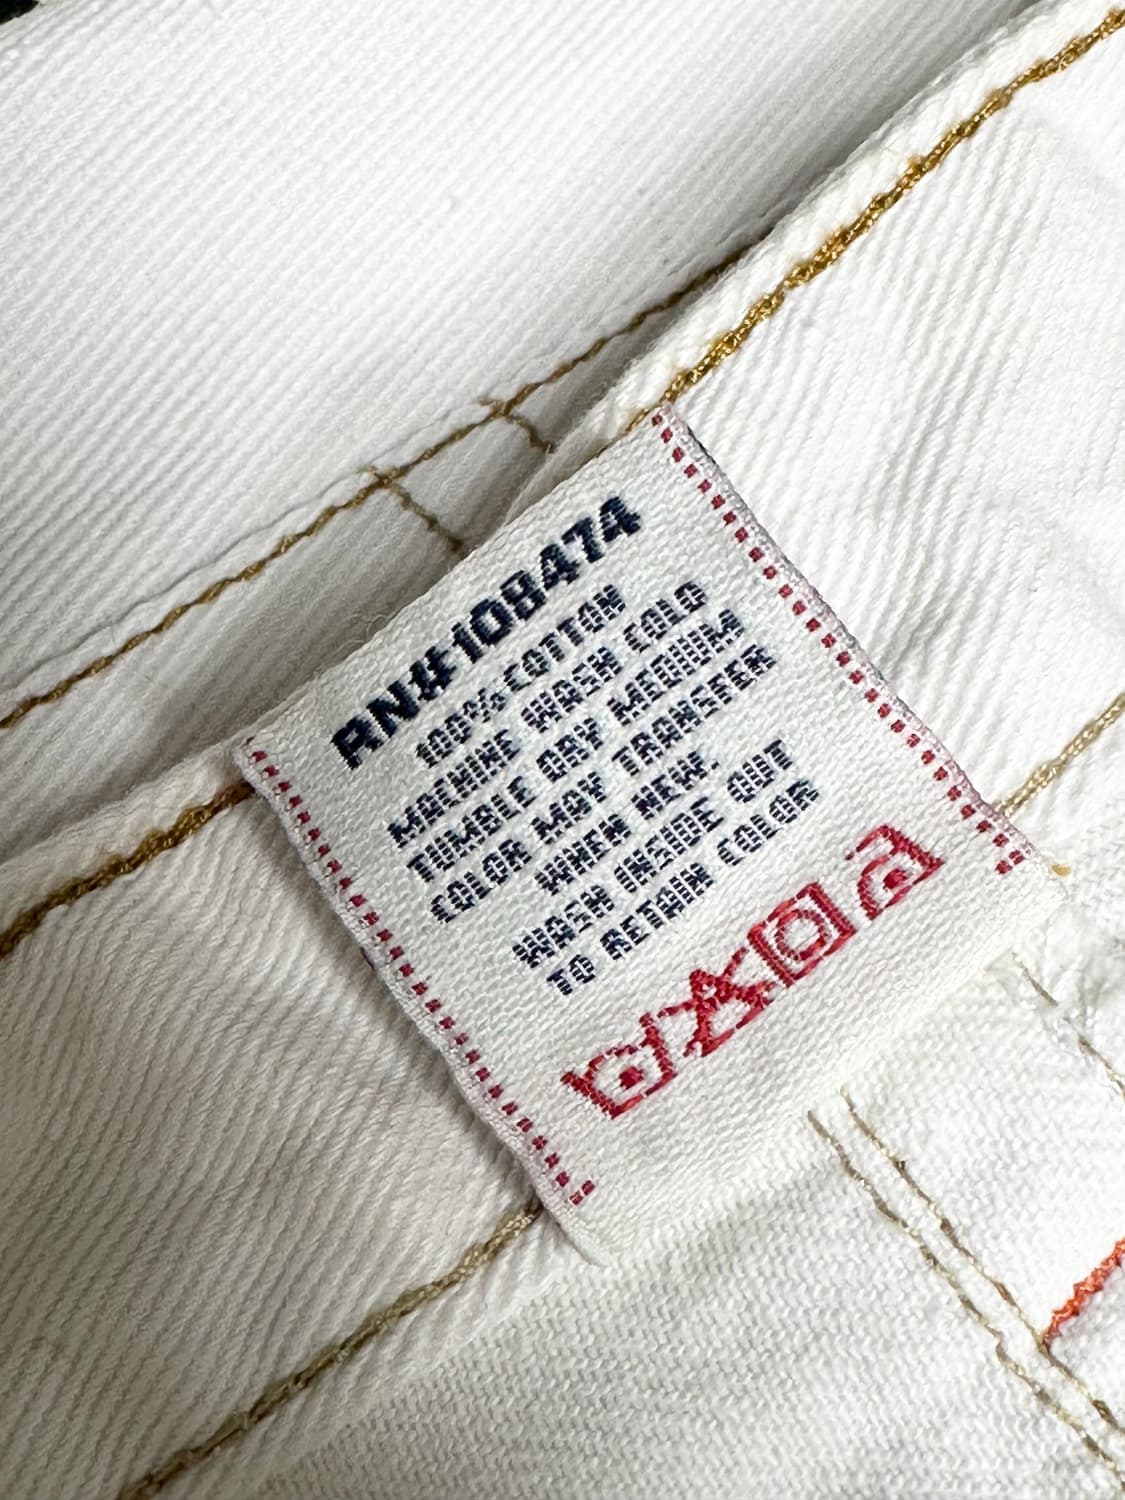 RN#108474
100% COTTON
MACHINE WASH COLD
TUMBLE DRY MEDIUM
COLOR MAY TRANSFER
WHEN NEW.
WASH INSIDE OUT
TO RETAIN COLOR